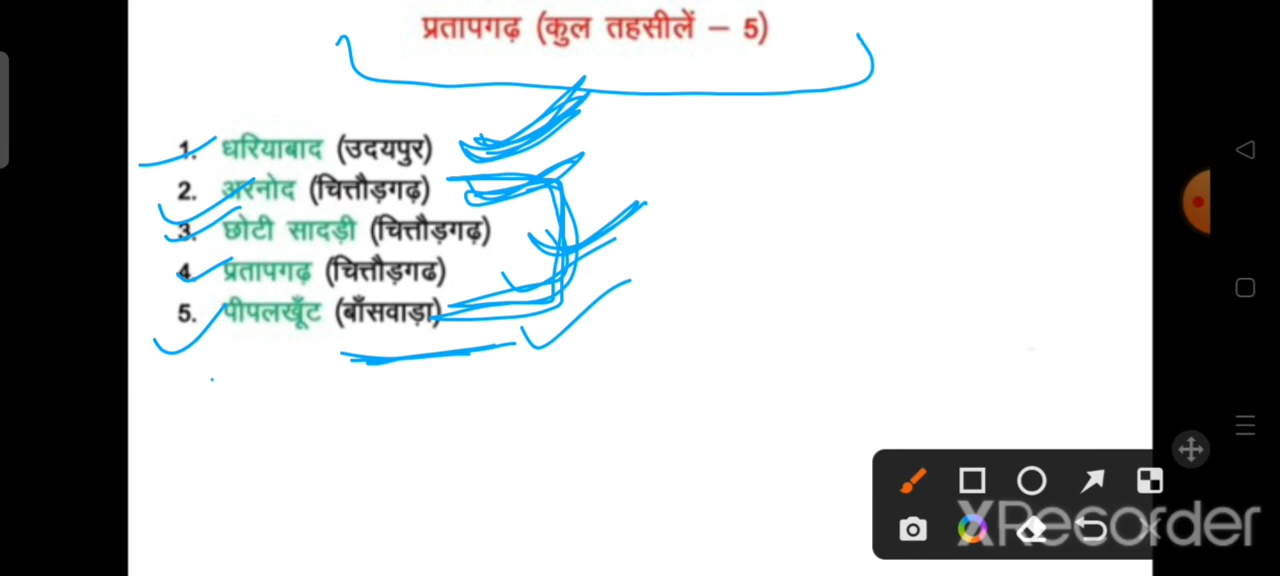 प्रतापगढ़ (कुल तहसीलें – 5)
1. धरियाबाद (उदयपुर)
2. अरनोद (चित्तौड़गढ़)
3. छोटी सादड़ी (चित्तौड़गढ़)
4. प्रतापगढ़ (चित्तौड़गढ)
5. पीपलखूँट (बाँसवाड़ा)
XRecorder